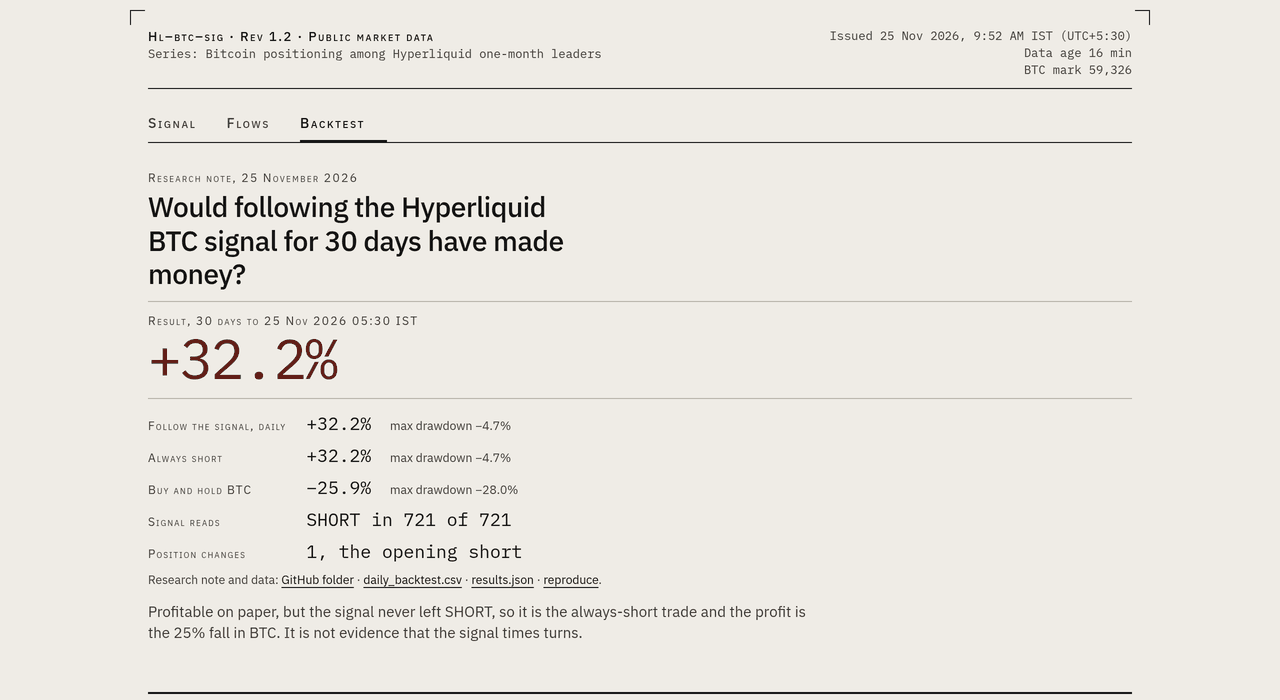 Hl–btc–sig · Rev 1.2 · Public market data
Series: Bitcoin positioning among Hyperliquid one-month leaders
Issued 25 Nov 2026, 9:52 AM IST (UTC+5:30)
Data age 16 min
BTC mark 59,326
Signal
Flows
Backtest
Research note, 25 November 2026
Would following the Hyperliquid
BTC signal for 30 days have made
money?
Result, 30 days to 25 Nov 2026 05:30 IST
+32.2%
Follow the signal, daily +32.2% max drawdown −4.7%
Always short +32.2% max drawdown −4.7%
Buy and hold BTC −25.9% max drawdown −28.0%
Signal reads SHORT in 721 of 721
Position changes 1, the opening short
Research note and data: GitHub folder · daily_backtest.csv · results.json · reproduce.
Profitable on paper, but the signal never left SHORT, so it is the always-short trade and the profit is
the 25% fall in BTC. It is not evidence that the signal times turns.